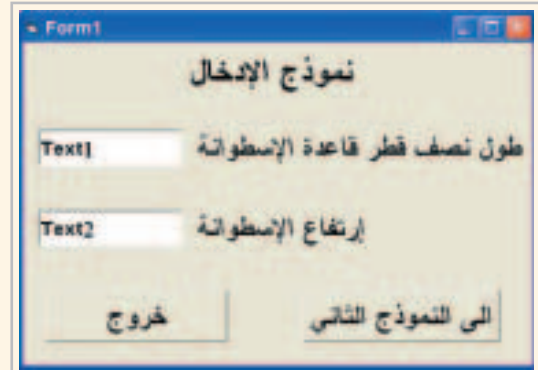 Form1
نموذج الإدخال
طول نصف قطر قاعدة الإسطوانة Text1
إرتفاع الإسطوانة Text2
الى النموذج الثاني خروج